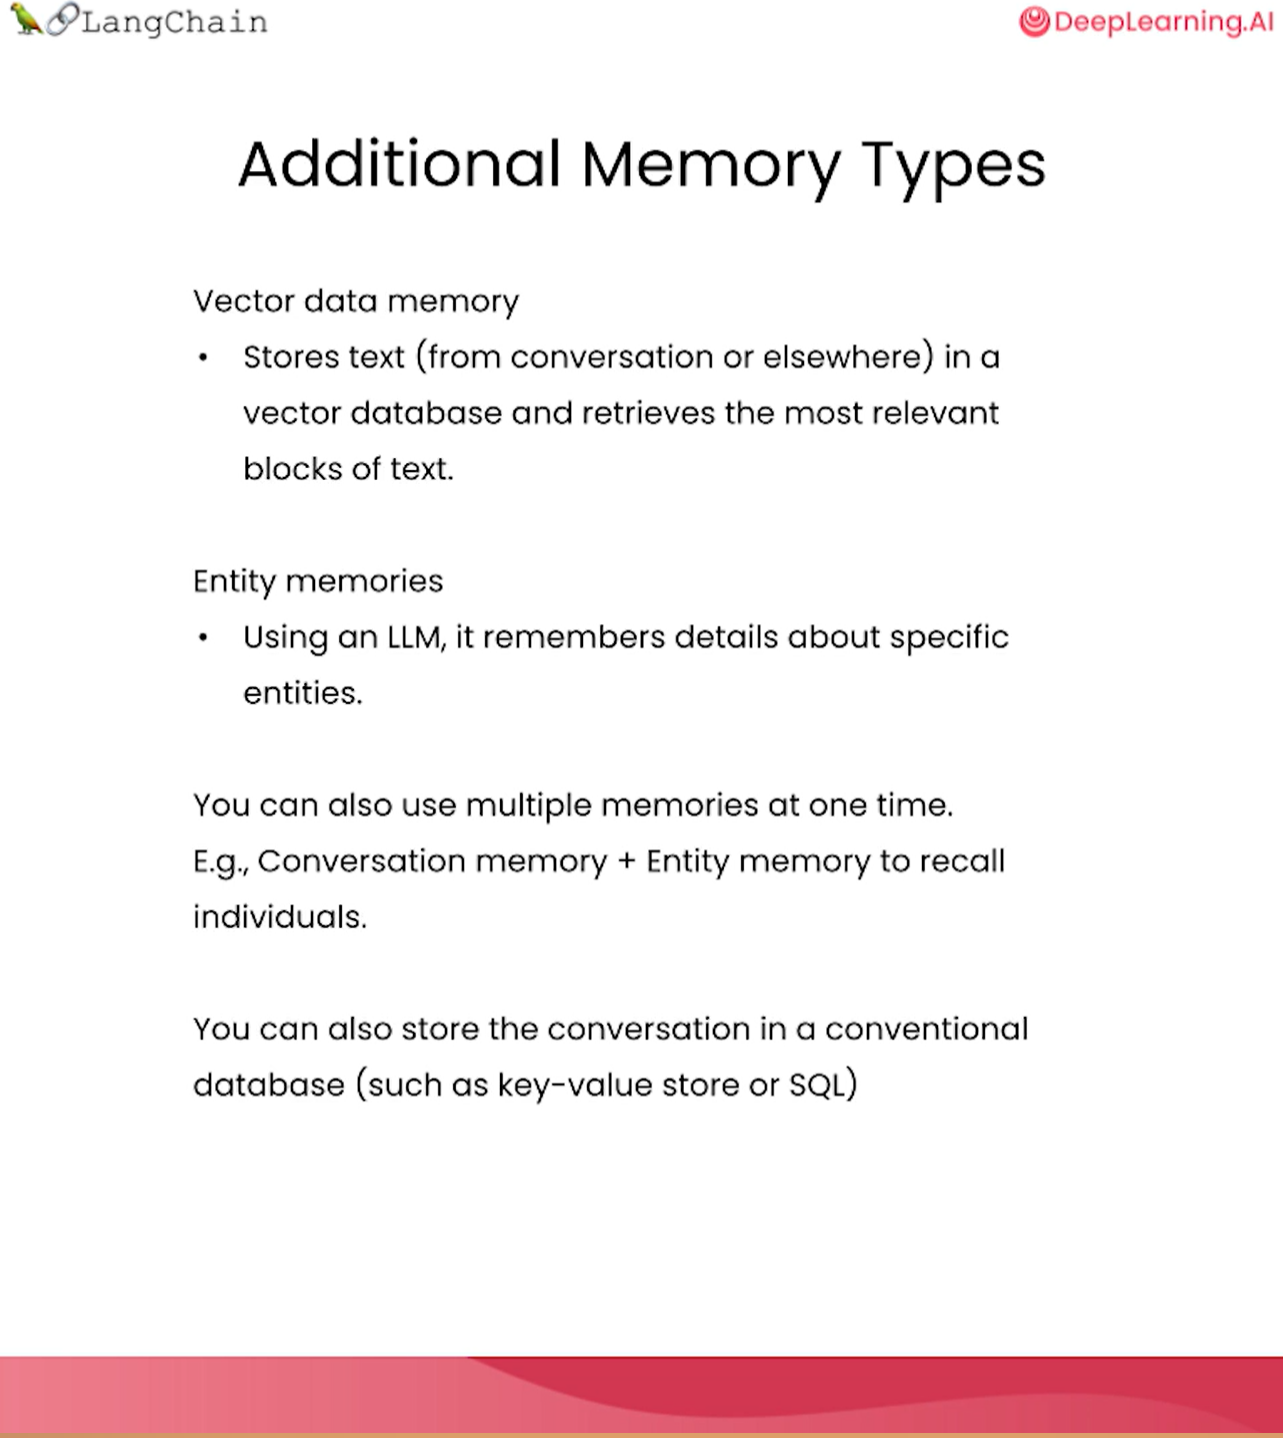 LangChain
DeepLearning.AI
Additional Memory Types
Vector data memory
• Stores text (from conversation or elsewhere) in a
vector database and retrieves the most relevant
blocks of text.
Entity memories
• Using an LLM, it remembers details about specific
entities.
You can also use multiple memories at one time.
E.g., Conversation memory + Entity memory to recall
individuals.
You can also store the conversation in a conventional
database (such as key-value store or SQL)